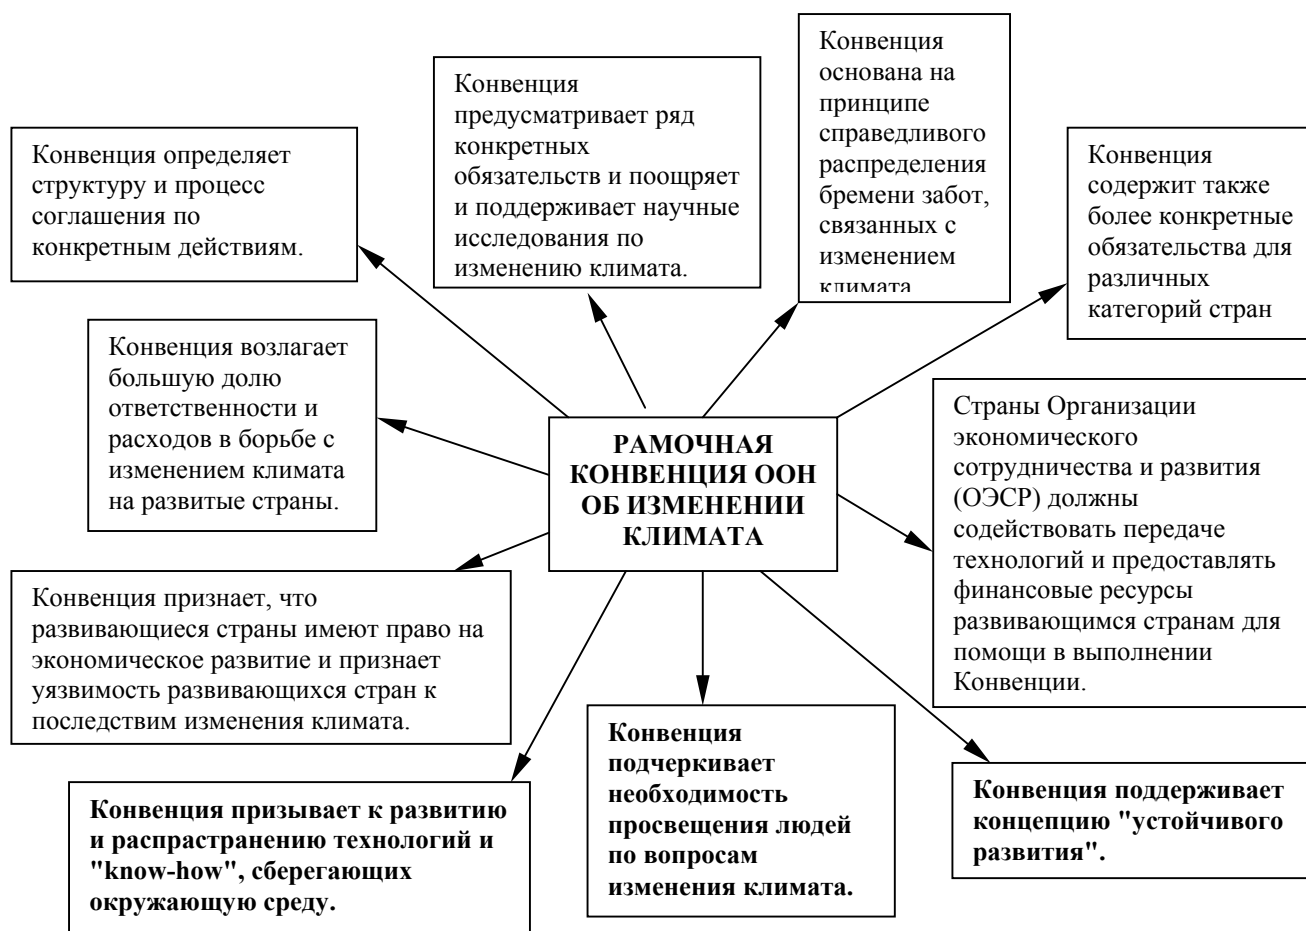 Конвенция определяет
структуру и процесс
соглашения по
конкретным действиям.
Конвенция
предусматривает ряд
конкретных
обязательств и поощряет
и поддерживает научные
исследования по
изменению климата.
Конвенция
основана на
принципе
справедливого
распределения
бремени забот,
связанных с
изменением
климата
Конвенция
содержит также
более конкретные
обязательства для
различных
категорий стран
Конвенция возлагает
большую долю
ответственности и
расходов в борьбе с
изменением климата
на развитые страны.
РАМОЧНАЯ
КОНВЕНЦИЯ ООН
ОБ ИЗМЕНЕНИИ
КЛИМАТА
Страны Организации
экономического
сотрудничества и развития
(ОЭСР) должны
содействовать передаче
технологий и предоставлять
финансовые ресурсы
развивающимся странам для
помощи в выполнении
Конвенции.
Конвенция признает, что
развивающиеся страны имеют право на
экономическое развитие и признает
уязвимость развивающихся стран к
последствим изменения климата.
Конвенция призывает к развитию
и распрастранению технологий и
"know-how", сберегающих
окружающую среду.
Конвенция
подчеркивает
необходимость
просвещения людей
по вопросам
изменения климата.
Конвенция поддерживает
концепцию "устойчивого
развития".